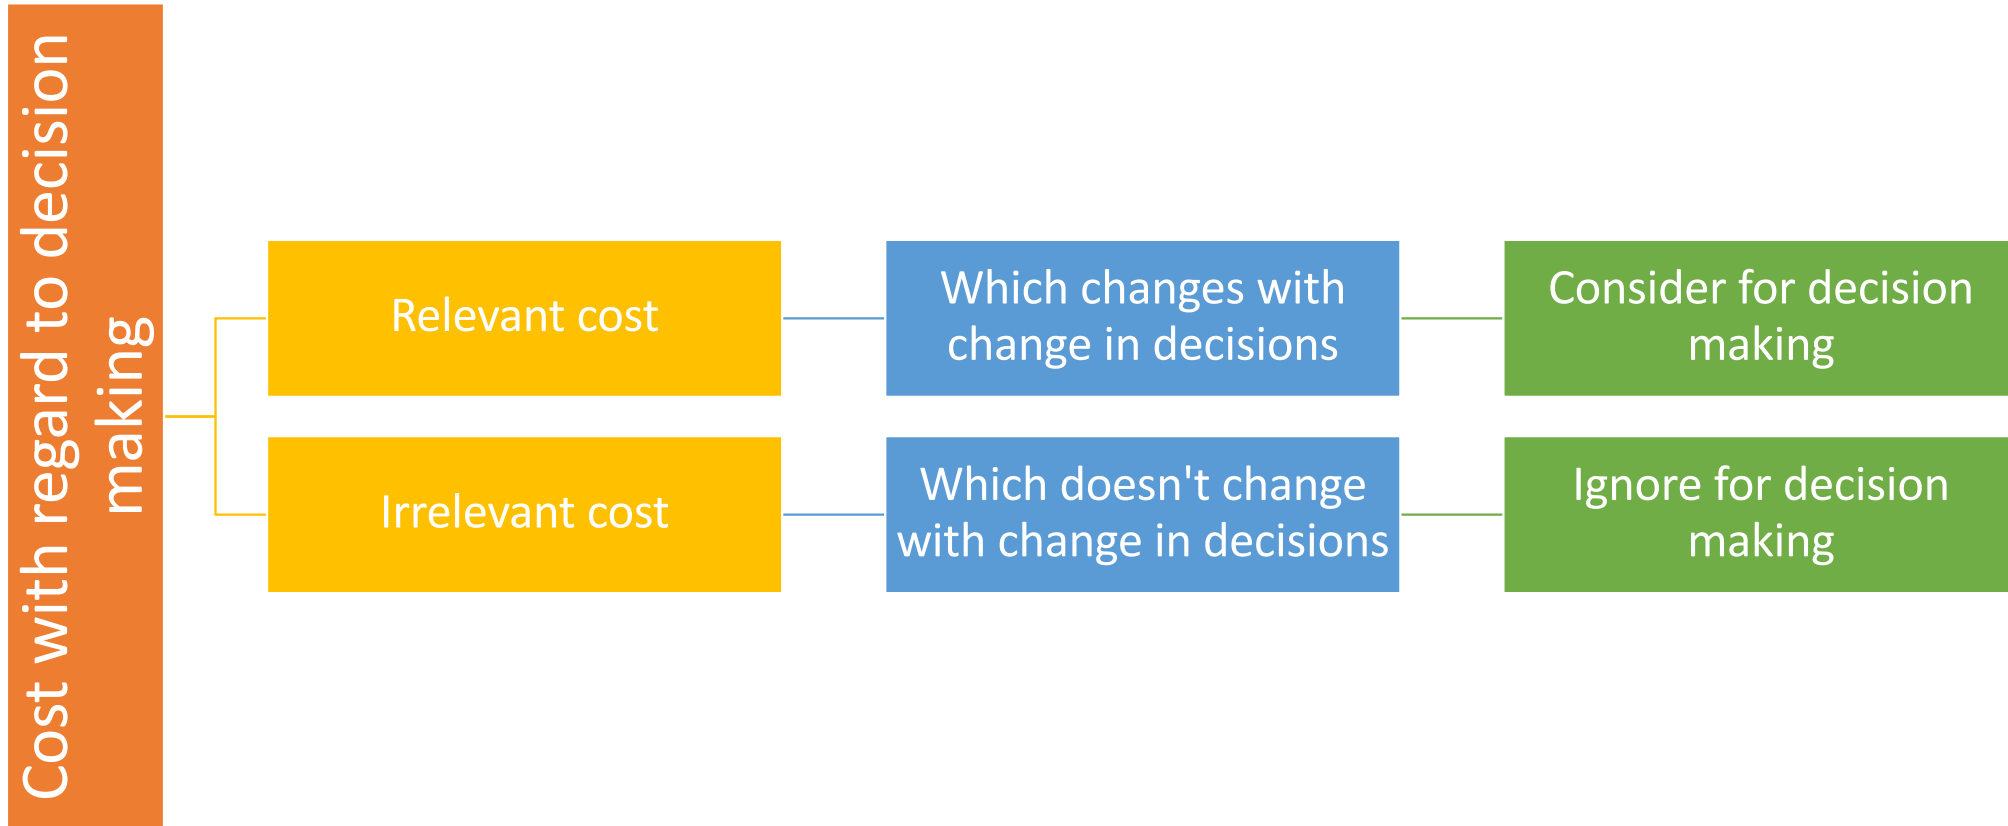 Cost with regard to decision
making
Relevant cost
Which changes with
change in decisions
Consider for decision
making
Irrelevant cost
Which doesn't change
with change in decisions
Ignore for decision
making